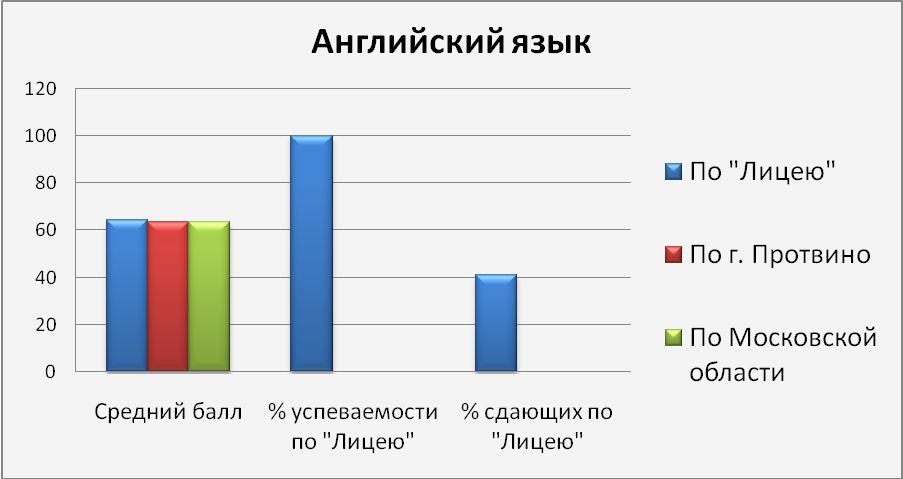 Английский язык
120
100
80
60
40
20
0
Средний балл
% успеваемости
по "Лицею"
% сдающих по
"Лицею"
По "Лицею"
По г. Протвино
По Московской
области